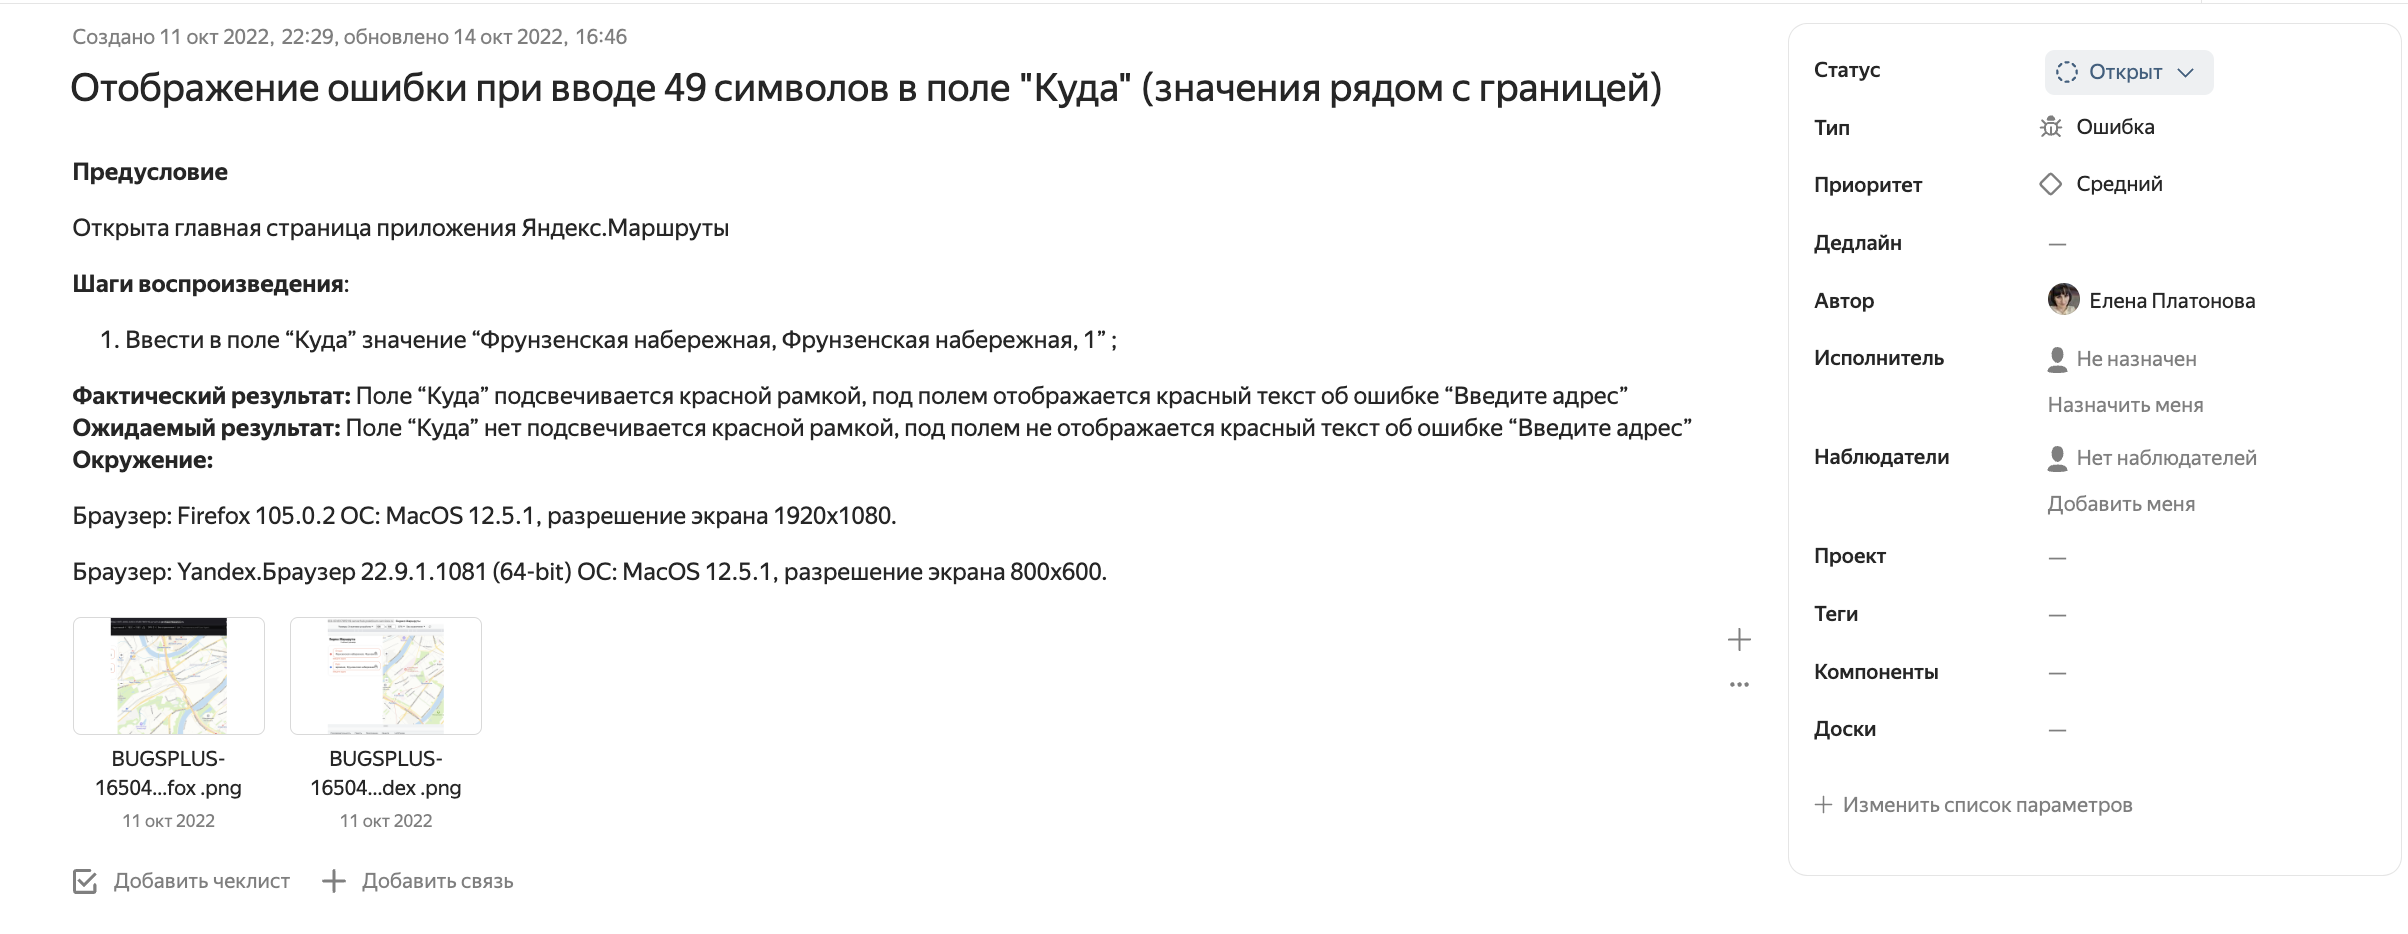 Создано 11 окт 2022, 22:29, обновлено 14 окт 2022, 16:46
Отображение ошибки при вводе 49 символов в поле "Куда" (значения рядом с границей)
Предусловие
Открыта главная страница приложения Яндекс.Маршруты
Шаги воспроизведения:
1. Ввести в поле “Куда” значение “Фрунзенская набережная, Фрунзенская набережная, 1” ;
Фактический результат: Поле “Куда” подсвечивается красной рамкой, под полем отображается красный текст об ошибке “Введите адрес”
Ожидаемый результат: Поле “Куда” нет подсвечивается красной рамкой, под полем не отображается красный текст об ошибке “Введите адрес”
Окружение:
Браузер: Firefox 105.0.2 ОС: MacOS 12.5.1, разрешение экрана 1920x1080.
Браузер: Yandex.Браузер 22.9.1.1081 (64-bit) ОС: MacOS 12.5.1, разрешение экрана 800x600.
BUGSPLUS-
16504...fox .png
11 окт 2022
BUGSPLUS-
16504...dex .png
11 окт 2022
Добавить чеклист
Добавить связь
Статус
Открыт
Тип
Ошибка
Приоритет
Средний
Дедлайн
—
Автор
Елена Платонова
Исполнитель
Не назначен
Назначить меня
Наблюдатели
Нет наблюдателей
Добавить меня
Проект
—
Теги
—
Компоненты
—
Доски
—
Изменить список параметров